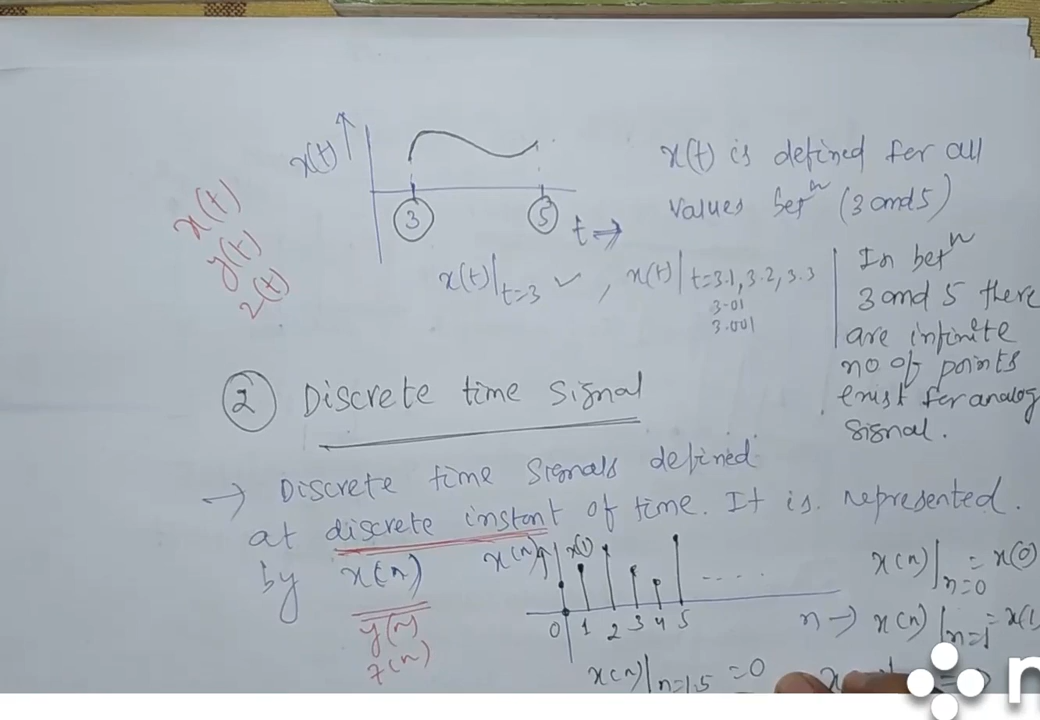 x(t)
3
5
t →
x(t)
y(t)
z(t)
x(t) is defined for all
values betⁿ (3 and 5)
x(t)|t=3 ✓, x(t)|t=3.1, 3.2, 3.3
3.01
3.001
In betⁿ
3 and 5 there
are infinite
no of points
exist for analog
signal.
② Discrete time signal
→ Discrete time signals defined
at discrete instant of time. It is represented
by x(n)
y(n)
z(n)
x(n) x(1)
0 1 2 3 4 5
n →
x(n)|n=0 = x(0)
x(n)|n=1 = x(1
x(n)|n=1.5 = 0